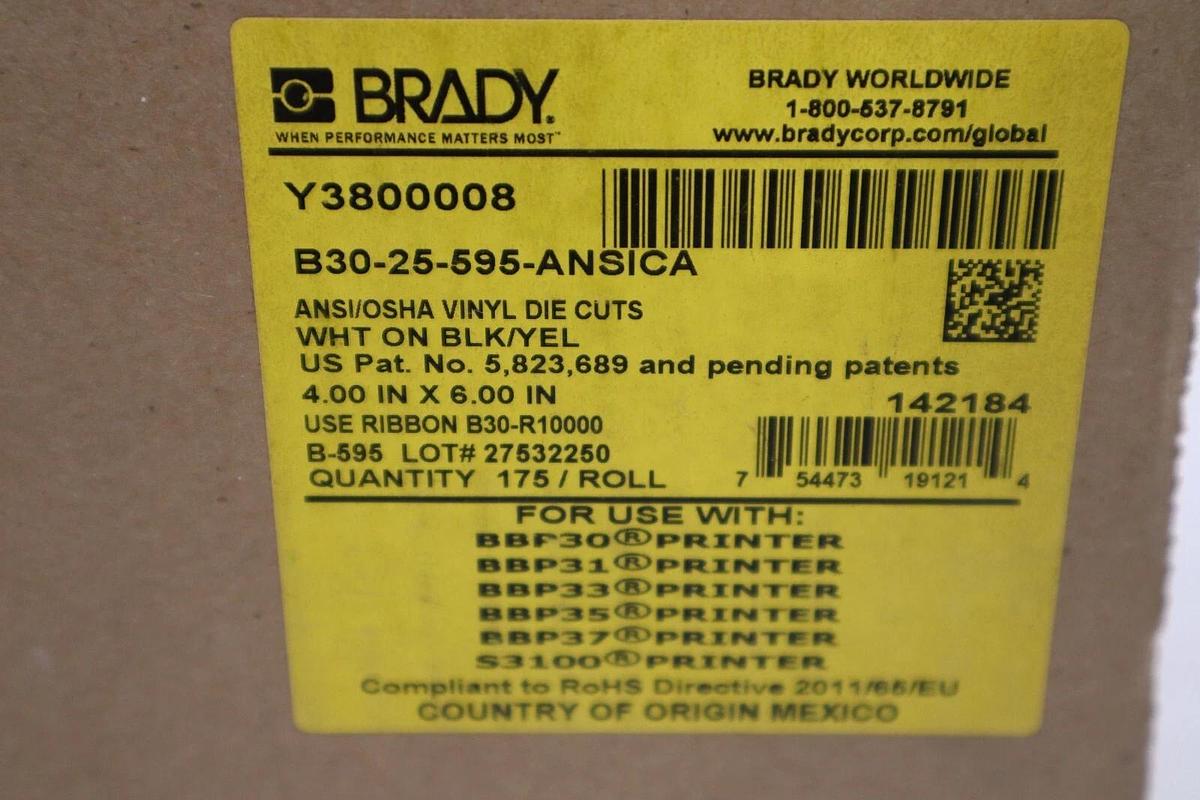 BRADY.
WHEN PERFORMANCE MATTERS MOST™
BRADY WORLDWIDE
1-800-537-8791
www.bradycorp.com/global
Y3800008
B30-25-595-ANSICA
ANSI/OSHA VINYL DIE CUTS
WHT ON BLK/YEL
US Pat. No. 5,823,689 and pending patents
4.00 IN X 6.00 IN
142184
USE RIBBON B30-R10000
B-595 LOT# 27532250
QUANTITY 175 / ROLL
7 54473 19121 4
FOR USE WITH:
BBP30® PRINTER
BBP31® PRINTER
BBP33® PRINTER
BBP35® PRINTER
BBP37® PRINTER
S3100® PRINTER
Compliant to RoHS Directive 2011/65/EU
COUNTRY OF ORIGIN MEXICO